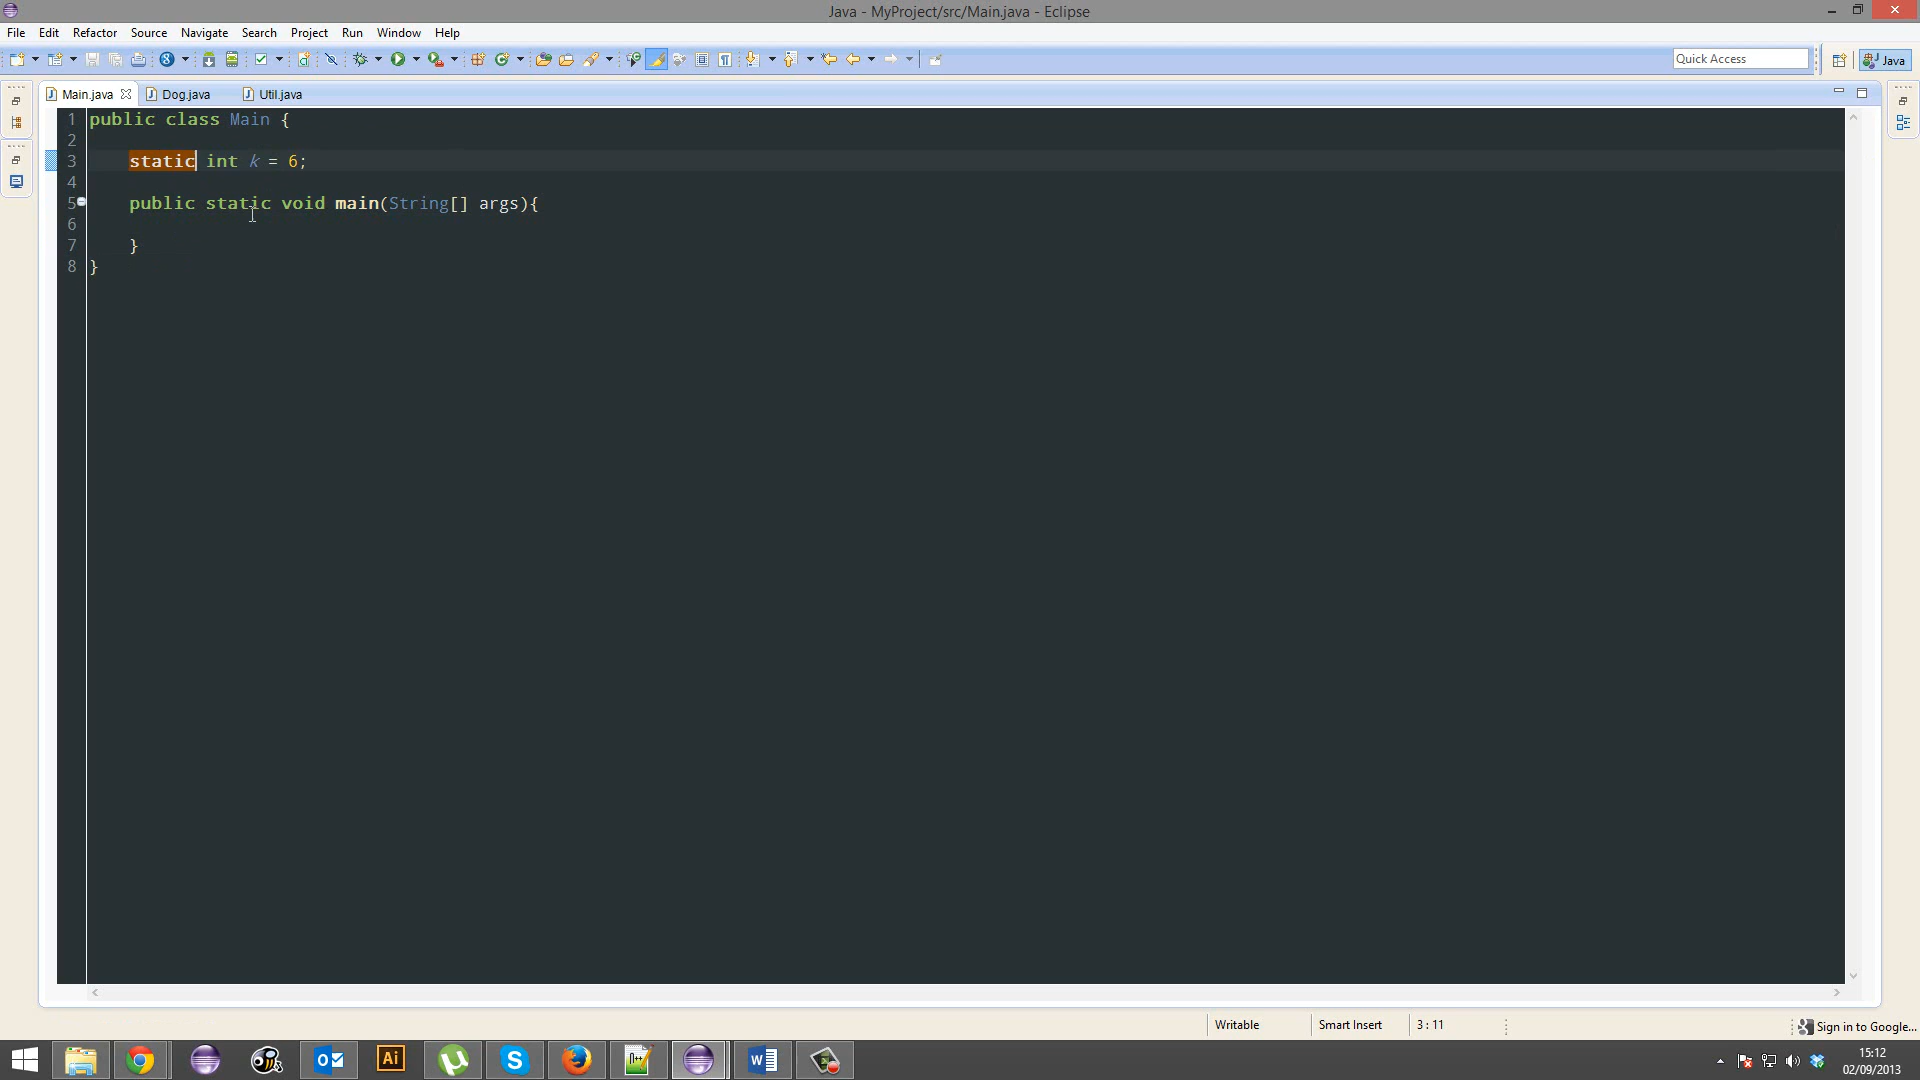 Java - MyProject/src/Main.java - Eclipse
File Edit Refactor Source Navigate Search Project Run Window Help
Quick Access
Java
Main.java Dog.java Util.java
1 public class Main {
2
3 static int k = 6;
4
5 public static void main(String[] args){
6
7 }
8 }
Writable Smart Insert 3 : 11
Sign in to Google...
15:12
02/09/2013